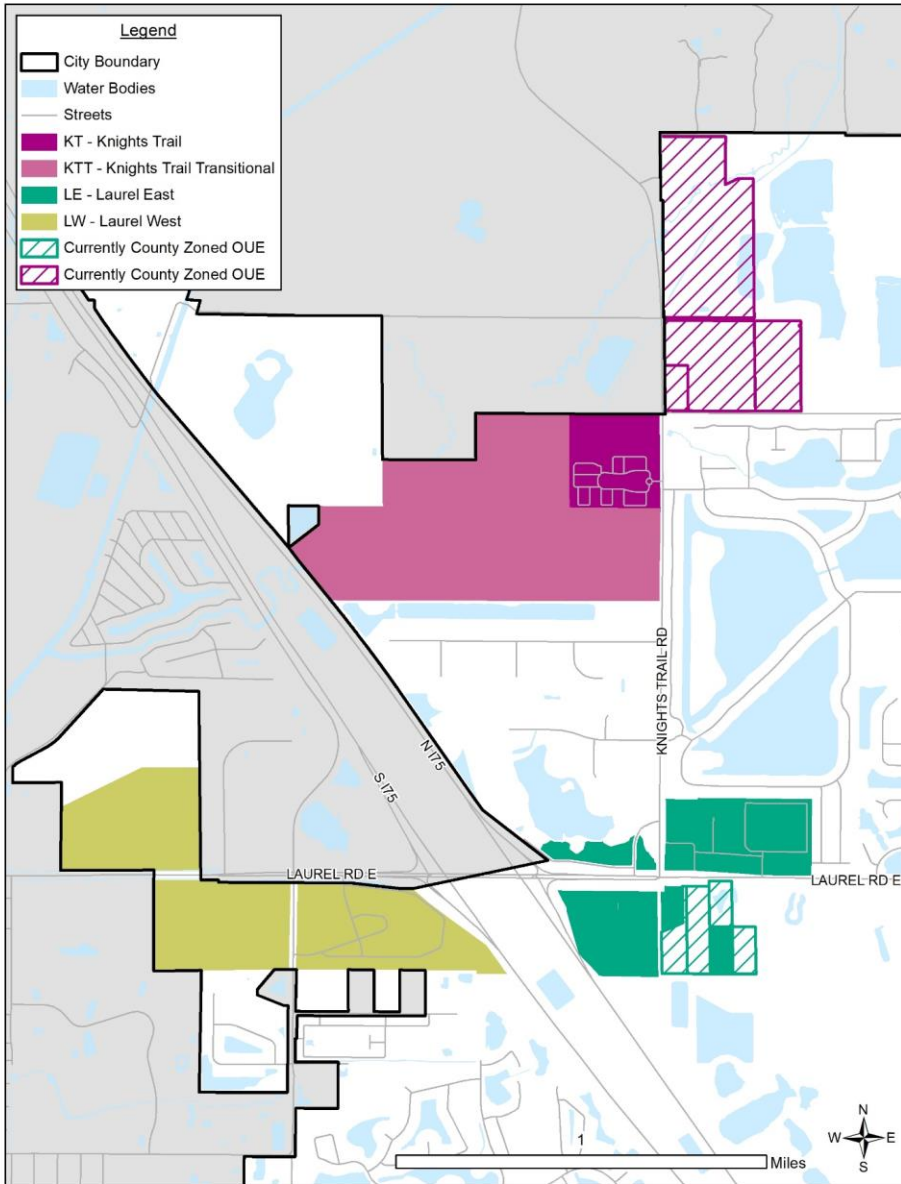 Legend
City Boundary
Water Bodies
Streets
KT - Knights Trail
KTT - Knights Trail Transitional
LE - Laurel East
LW - Laurel West
Currently County Zoned OUE
Currently County Zoned OUE
KNIGHTS TRAIL RD
N I75
S I75
LAUREL RD E
LAUREL RD E
N
W E
S
1
Miles